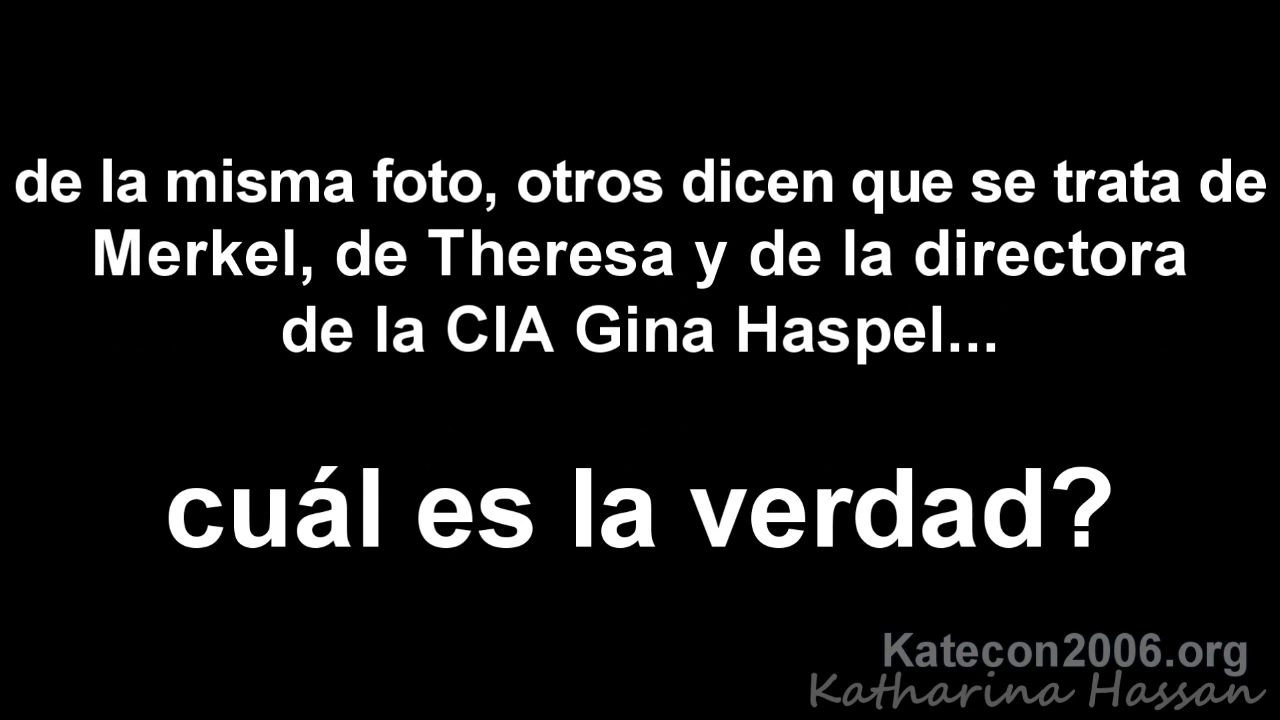 de la misma foto, otros dicen que se trata de
Merkel, de Theresa y de la directora
de la CIA Gina Haspel...
cuál es la verdad?
Katecon2006.org
Katharina Hassan